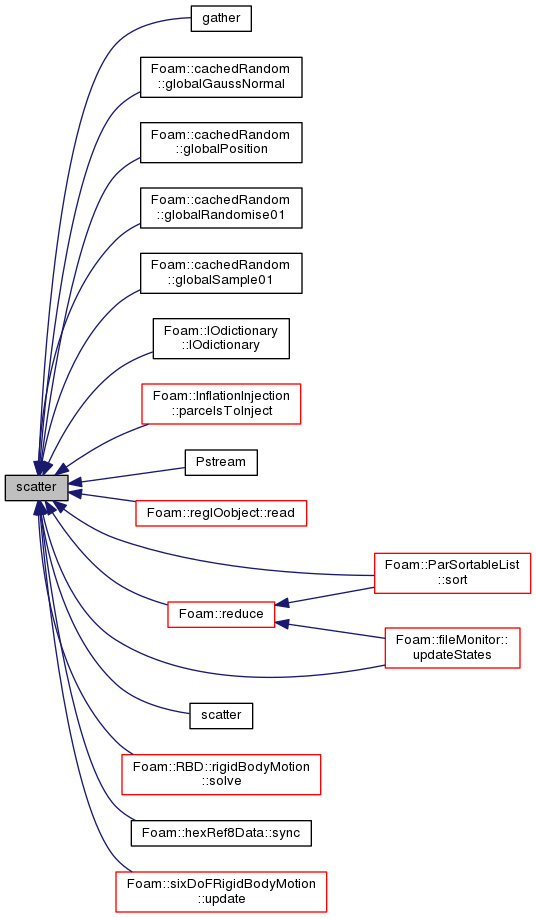 gather
Foam::cachedRandom
::globalGaussNormal
Foam::cachedRandom
::globalPosition
Foam::cachedRandom
::globalRandomise01
Foam::cachedRandom
::globalSample01
Foam::IOdictionary
::IOdictionary
Foam::InflationInjection
::parcelsToInject
Pstream
scatter
Foam::regIOobject::read
Foam::ParSortableList
::sort
Foam::reduce
Foam::fileMonitor::
updateStates
scatter
Foam::RBD::rigidBodyMotion
::solve
Foam::hexRef8Data::sync
Foam::sixDoFRigidBodyMotion
::update